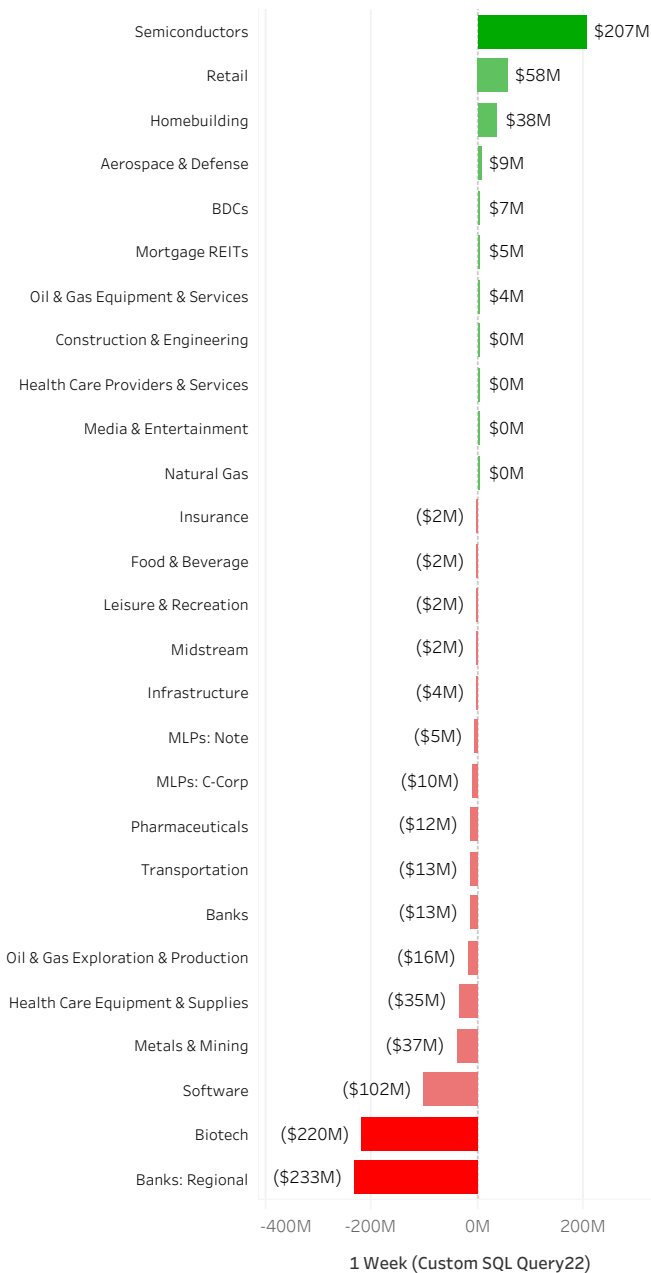 Semiconductors $207M
Retail $58M
Homebuilding $38M
Aerospace & Defense $9M
BDCs $7M
Mortgage REITs $5M
Oil & Gas Equipment & Services $4M
Construction & Engineering $0M
Health Care Providers & Services $0M
Media & Entertainment $0M
Natural Gas $0M
Insurance ($2M)
Food & Beverage ($2M)
Leisure & Recreation ($2M)
Midstream ($2M)
Infrastructure ($4M)
MLPs: Note ($5M)
MLPs: C-Corp ($10M)
Pharmaceuticals ($12M)
Transportation ($13M)
Banks ($13M)
Oil & Gas Exploration & Production ($16M)
Health Care Equipment & Supplies ($35M)
Metals & Mining ($37M)
Software ($102M)
Biotech ($220M)
Banks: Regional ($233M)
-400M -200M 0M 200M
1 Week (Custom SQL Query22)